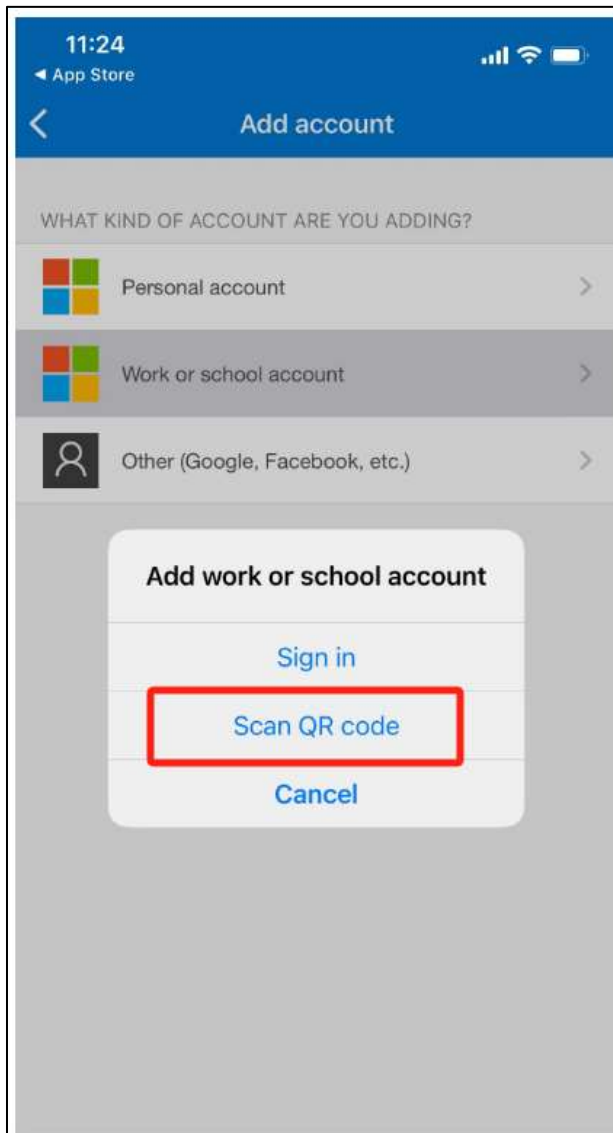 11:24
App Store
Add account
WHAT KIND OF ACCOUNT ARE YOU ADDING?
Personal account
Work or school account
Other (Google, Facebook, etc.)
Add work or school account
Sign in
Scan QR code
Cancel